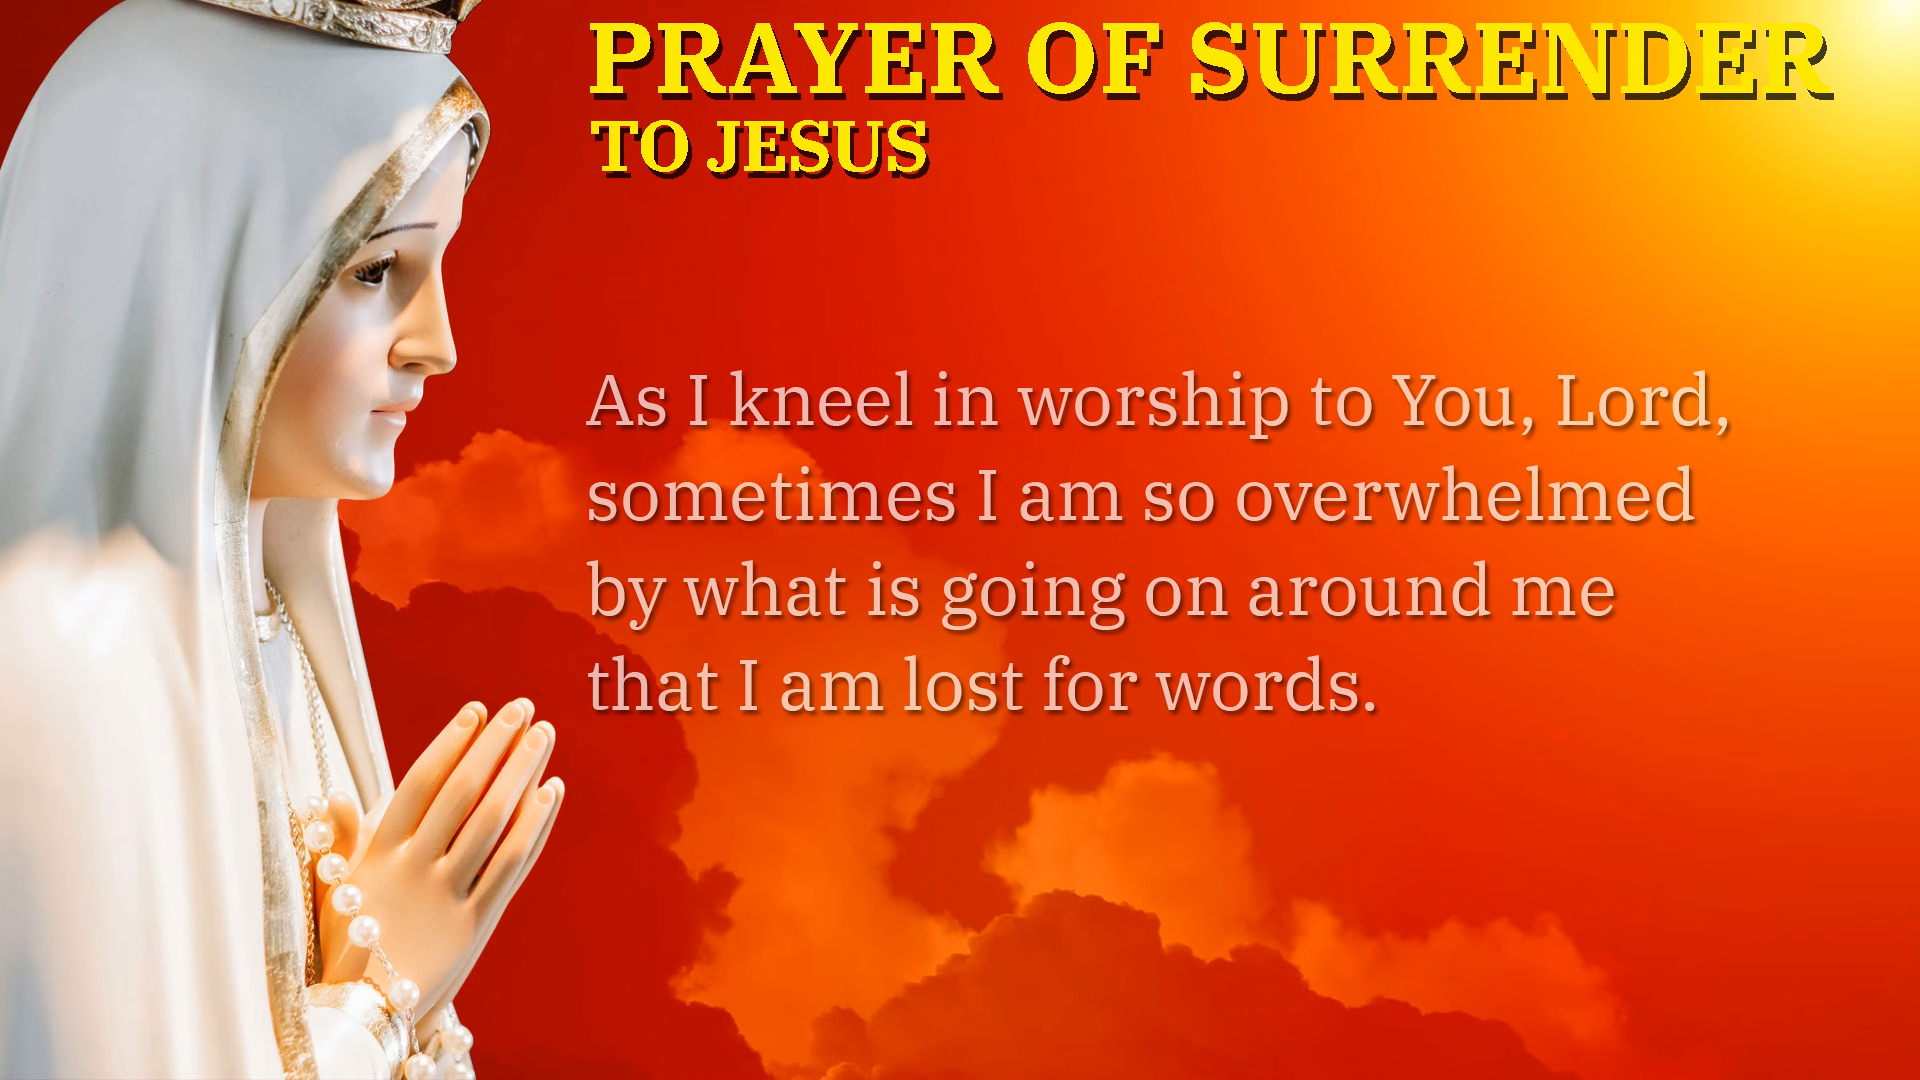 PRAYER OF SURRENDER
TO JESUS
As I kneel in worship to You, Lord,
sometimes I am so overwhelmed
by what is going on around me
that I am lost for words.